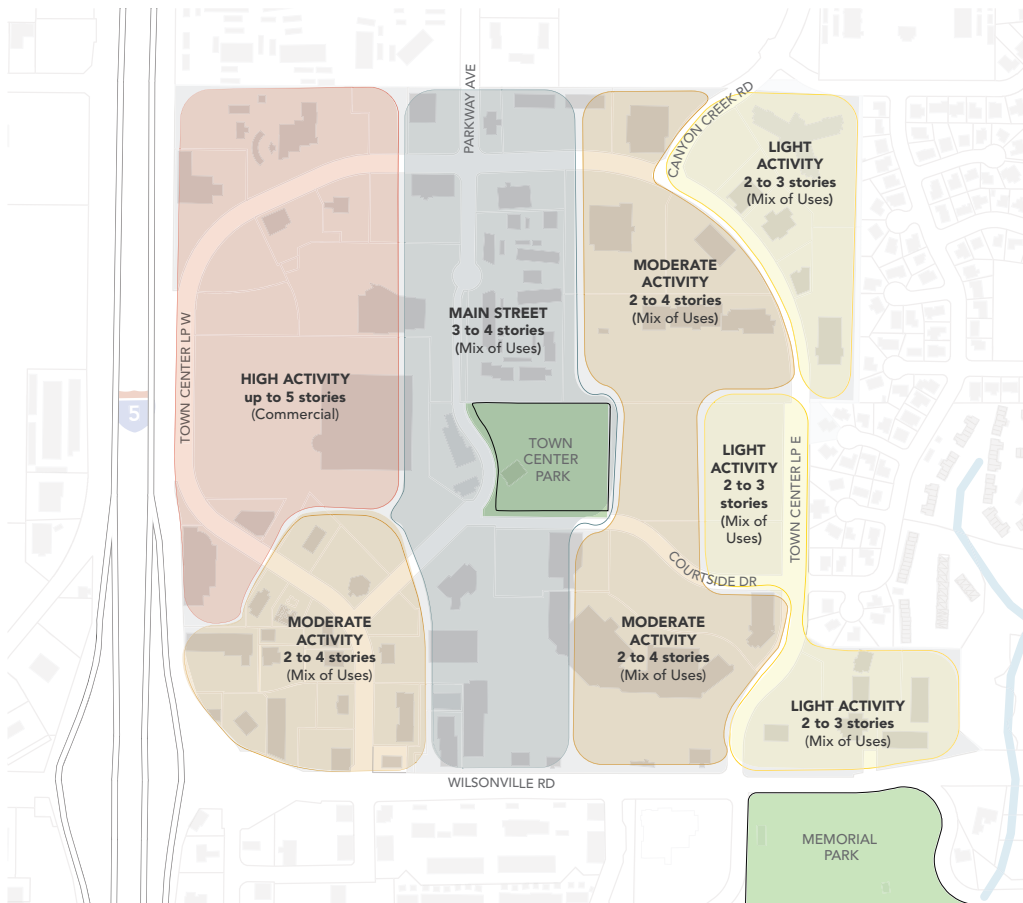 PARKWAY AVE
CANYON CREEK RD
LIGHT
ACTIVITY
2 to 3 stories
(Mix of Uses)
MODERATE
ACTIVITY
2 to 4 stories
(Mix of Uses)
MAIN STREET
3 to 4 stories
(Mix of Uses)
TOWN CENTER LP W
HIGH ACTIVITY
up to 5 stories
(Commercial)
5
TOWN
CENTER
PARK
LIGHT
ACTIVITY
2 to 3
stories
(Mix of
Uses)
TOWN CENTER LP E
COURTSIDE DR
MODERATE
ACTIVITY
2 to 4 stories
(Mix of Uses)
MODERATE
ACTIVITY
2 to 4 stories
(Mix of Uses)
LIGHT ACTIVITY
2 to 3 stories
(Mix of Uses)
WILSONVILLE RD
MEMORIAL
PARK